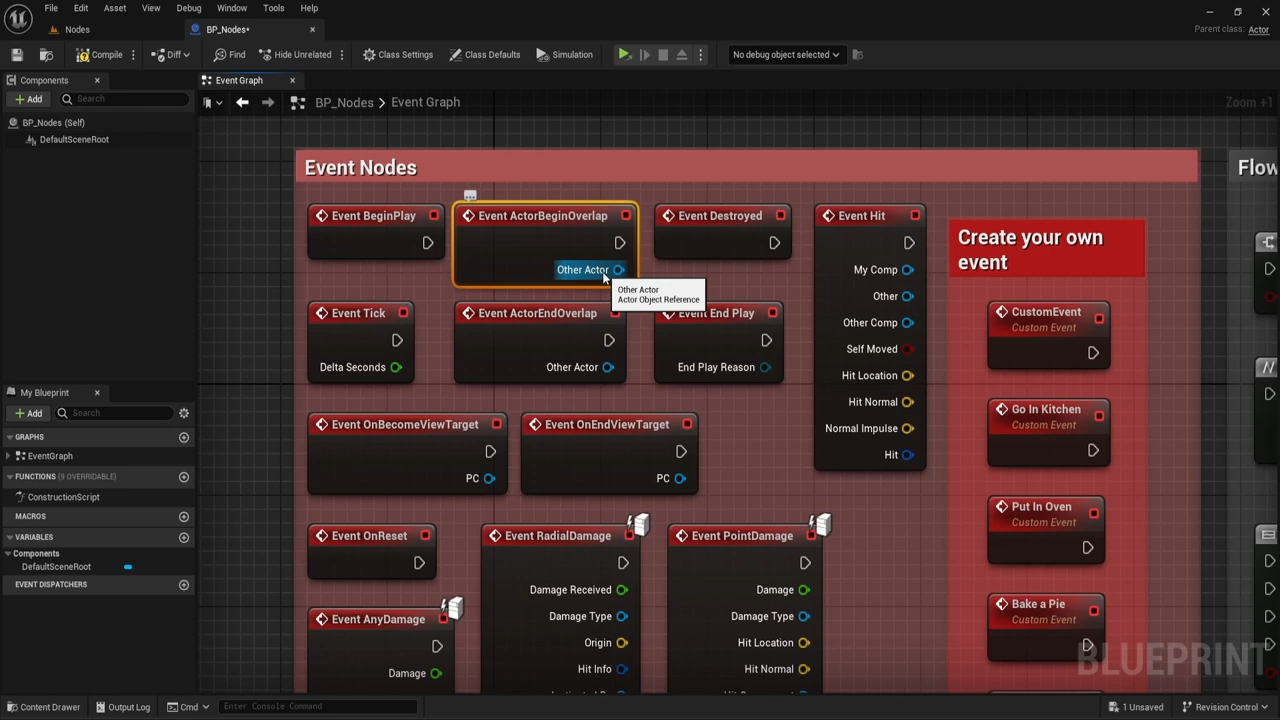 File Edit Asset View Debug Window Tools Help
Nodes
BP_Nodes*
Parent class: Actor
Compile
Diff
Find
Hide Unrelated
Class Settings
Class Defaults
Simulation
No debug object selected
Components
Event Graph
Add
Search
BP_Nodes > Event Graph
Zoom +1
BP_Nodes (Self)
DefaultSceneRoot
My Blueprint
Add
Search
GRAPHS
EventGraph
FUNCTIONS (9 OVERRIDABLE)
ConstructionScript
MACROS
VARIABLES
Components
DefaultSceneRoot
EVENT DISPATCHERS
Event Nodes
Event BeginPlay
Event ActorBeginOverlap
Other Actor
Other Actor
Actor Object Reference
Event Destroyed
Event Hit
My Comp
Other
Other Comp
Self Moved
Hit Location
Hit Normal
Normal Impulse
Hit
Event Tick
Delta Seconds
Event ActorEndOverlap
Other Actor
Event End Play
End Play Reason
Event OnBecomeViewTarget
PC
Event OnEndViewTarget
PC
Event OnReset
Event RadialDamage
Damage Received
Damage Type
Origin
Hit Info
Event PointDamage
Damage
Damage Type
Hit Location
Hit Normal
Event AnyDamage
Damage
Create your own
event
CustomEvent
Custom Event
Go In Kitchen
Custom Event
Put In Oven
Custom Event
Bake a Pie
Custom Event
Flow
BLUEPRINT
Content Drawer
Output Log
Cmd
Enter Console Command
1 Unsaved
Revision Control